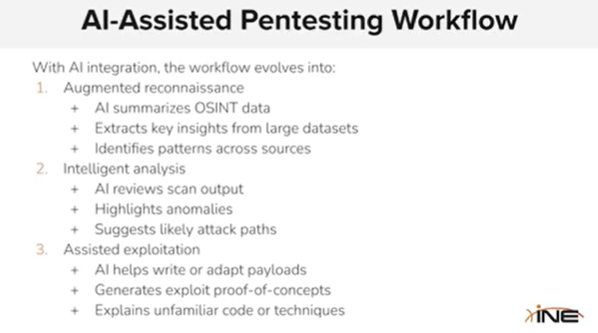 AI-Assisted Pentesting Workflow
With AI integration, the workflow evolves into:
1. Augmented reconnaissance
+ AI summarizes OSINT data
+ Extracts key insights from large datasets
+ Identifies patterns across sources
2. Intelligent analysis
+ AI reviews scan output
+ Highlights anomalies
+ Suggests likely attack paths
3. Assisted exploitation
+ AI helps write or adapt payloads
+ Generates exploit proof-of-concepts
+ Explains unfamiliar code or techniques
INE